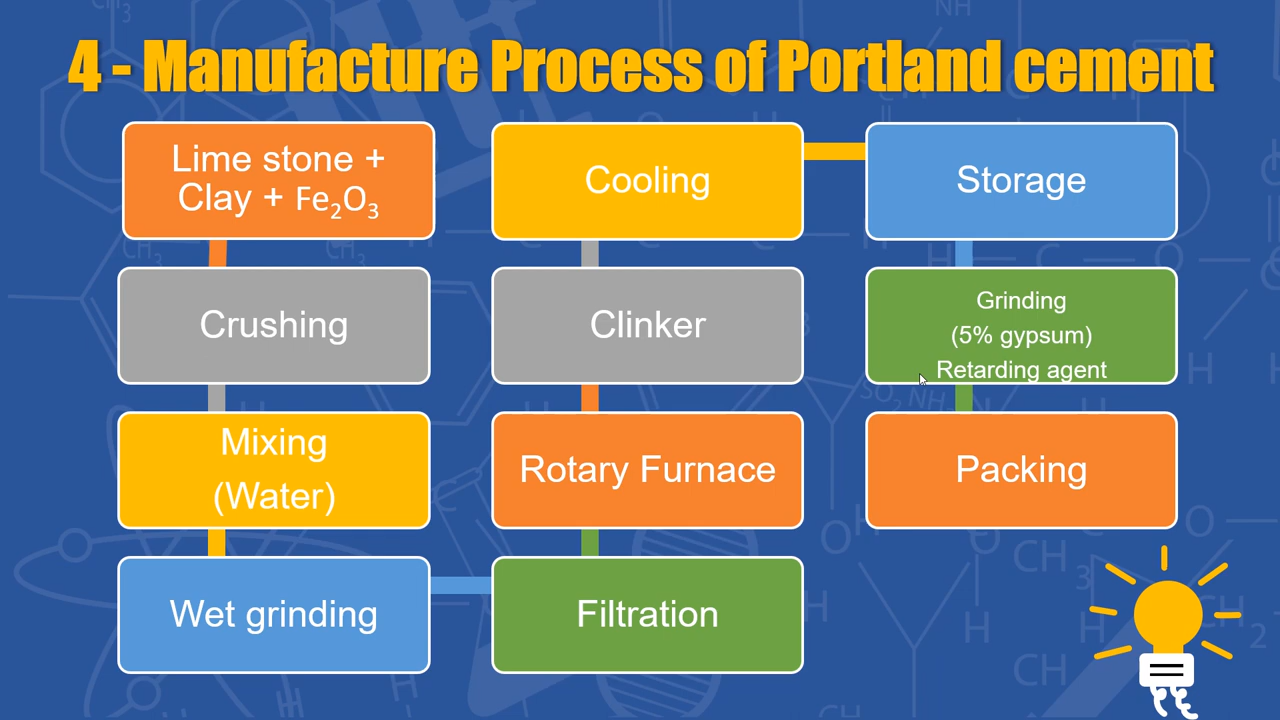 4 - Manufacture Process of Portland cement
Lime stone +
Clay + Fe₂O₃
Crushing
Mixing
(Water)
Wet grinding
Filtration
Rotary Furnace
Clinker
Cooling
Storage
Grinding
(5% gypsum)
Retarding agent
Packing